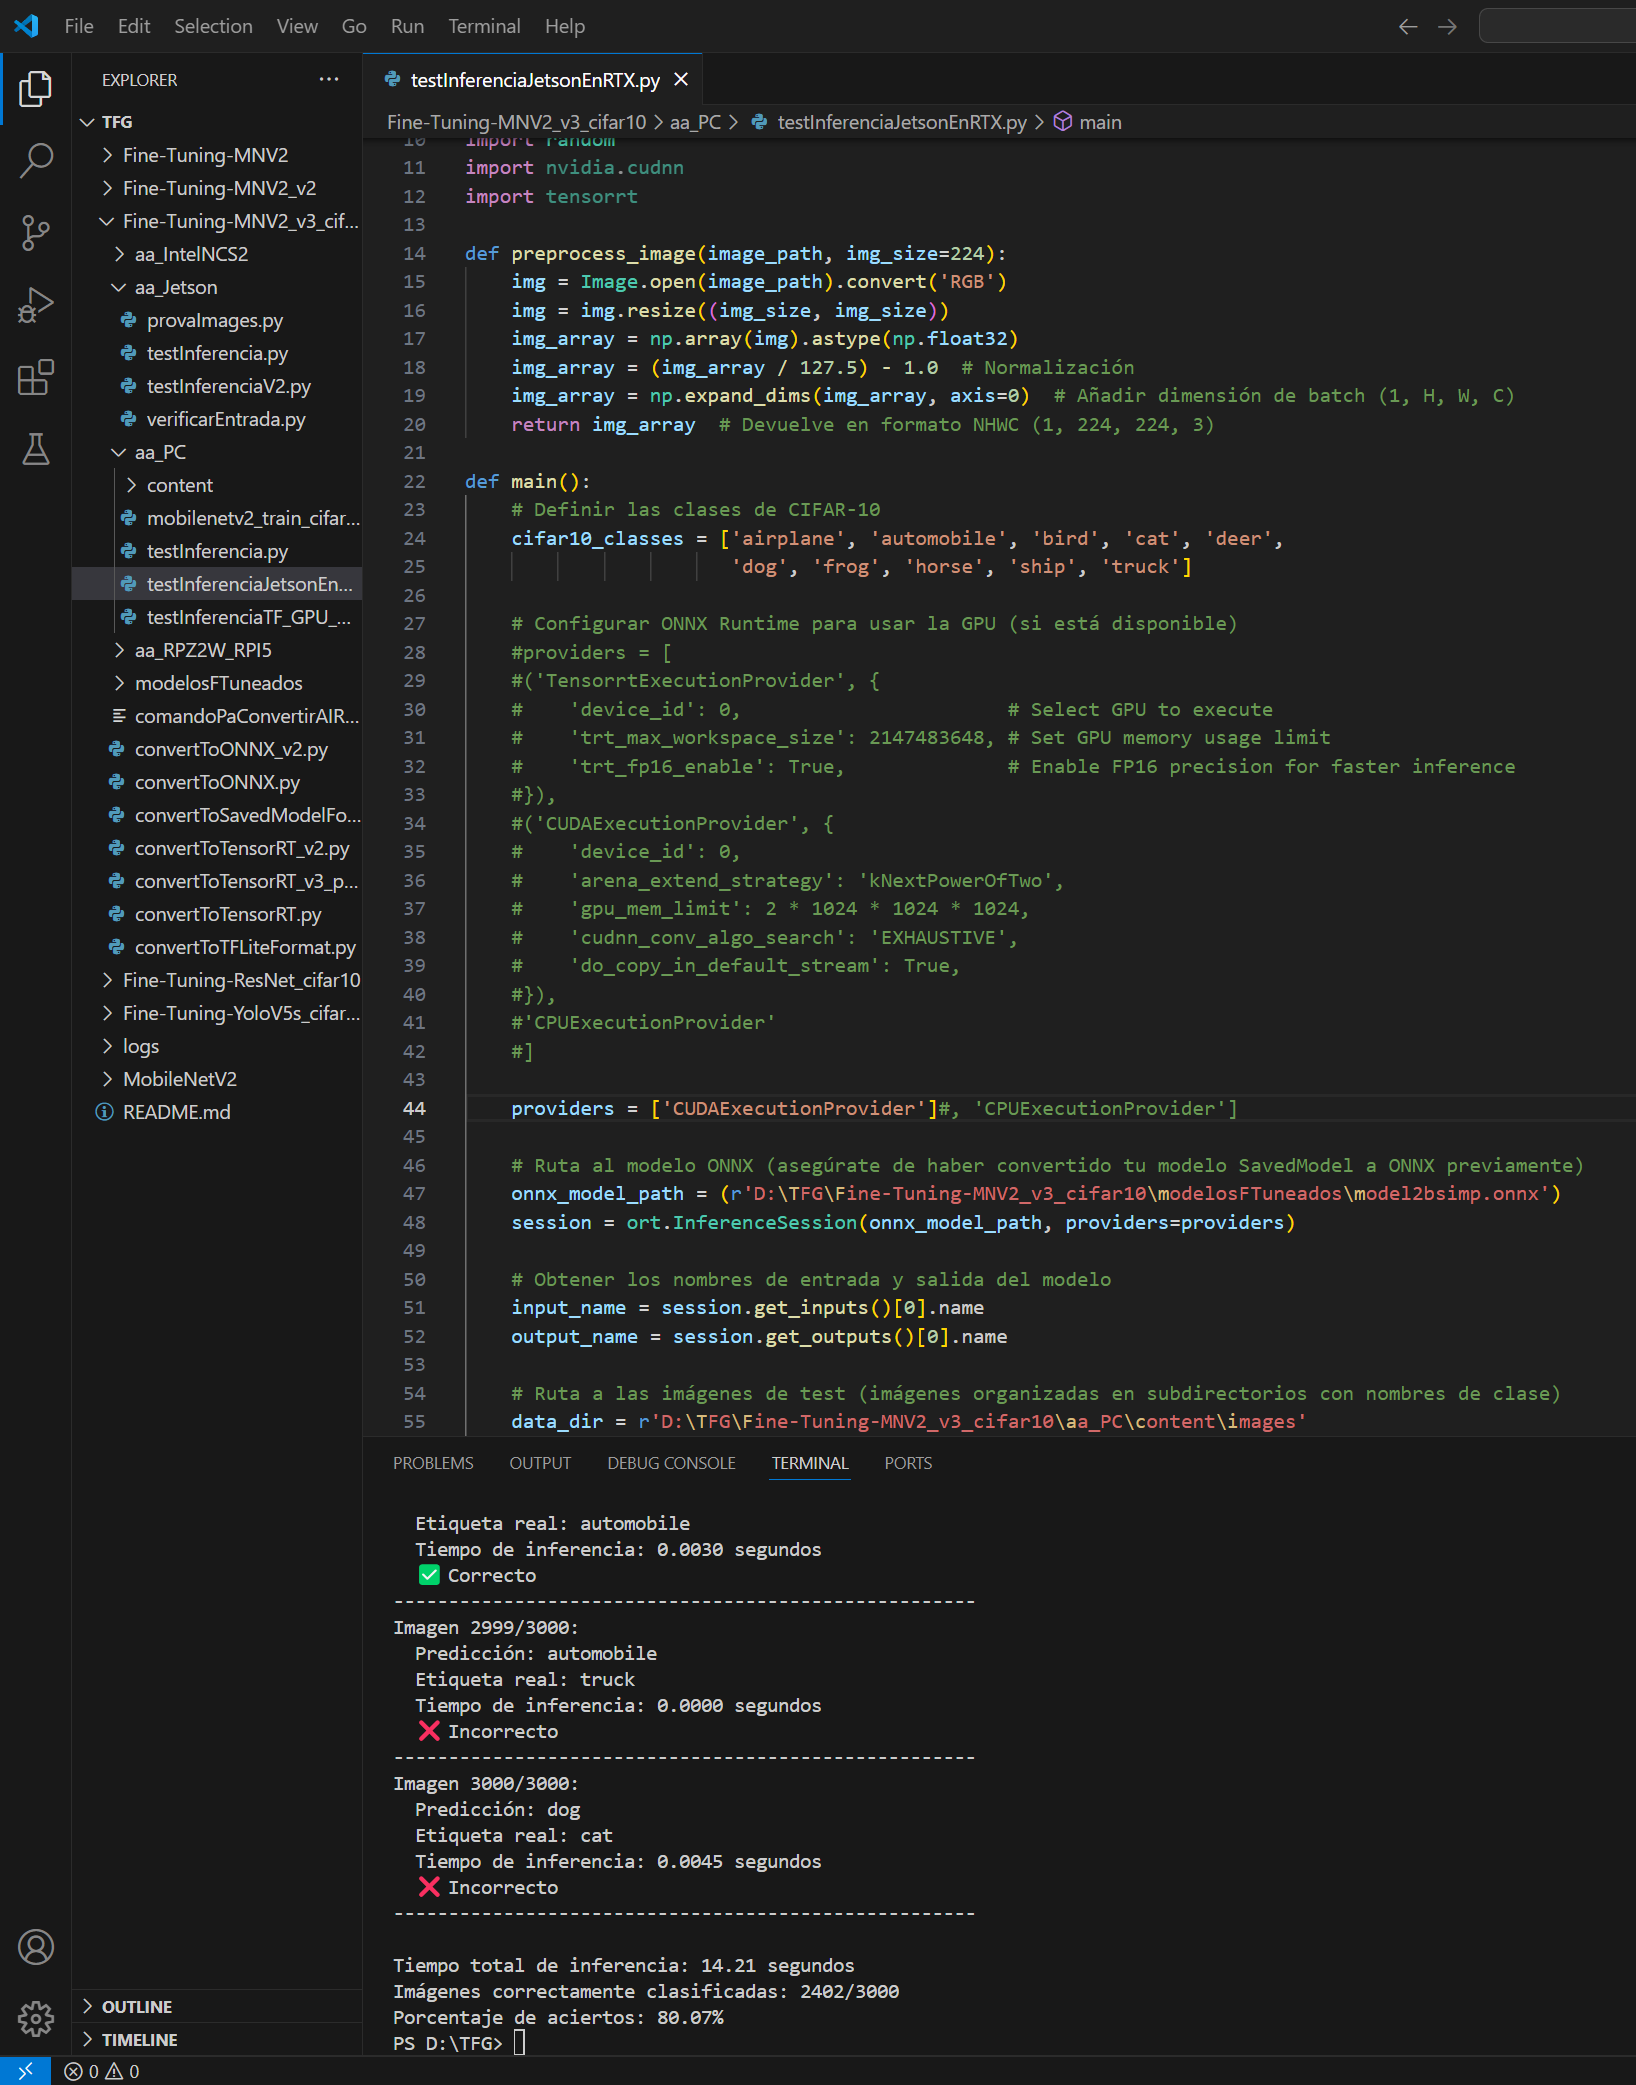 File Edit Selection View Go Run Terminal Help
EXPLORER
TFG
Fine-Tuning-MNV2
Fine-Tuning-MNV2_v2
Fine-Tuning-MNV2_v3_cif...
aa_IntelNCS2
aa_Jetson
provaImages.py
testInferencia.py
testInferenciaV2.py
verificarEntrada.py
aa_PC
content
mobilenetv2_train_cifar...
testInferencia.py
testInferenciaJetsonEn...
testInferenciaTF_GPU_...
aa_RPZ2W_RPI5
modelosFTuneados
comandoPaConvertirAIR...
convertToONNX_v2.py
convertToONNX.py
convertToSavedModelFo...
convertToTensorRT_v2.py
convertToTensorRT_v3_p...
convertToTensorRT.py
convertToTFLiteFormat.py
Fine-Tuning-ResNet_cifar10
Fine-Tuning-YoloV5s_cifar...
logs
MobileNetV2
README.md
OUTLINE
TIMELINE
testInferenciaJetsonEnRTX.py
Fine-Tuning-MNV2_v3_cifar10 > aa_PC > testInferenciaJetsonEnRTX.py > main
10 import random
11 import nvidia.cudnn
12 import tensorrt
13
14 def preprocess_image(image_path, img_size=224):
15     img = Image.open(image_path).convert('RGB')
16     img = img.resize((img_size, img_size))
17     img_array = np.array(img).astype(np.float32)
18     img_array = (img_array / 127.5) - 1.0  # Normalización
19     img_array = np.expand_dims(img_array, axis=0)  # Añadir dimensión de batch (1, H, W, C)
20     return img_array  # Devuelve en formato NHWC (1, 224, 224, 3)
21
22 def main():
23     # Definir las clases de CIFAR-10
24     cifar10_classes = ['airplane', 'automobile', 'bird', 'cat', 'deer',
25                        'dog', 'frog', 'horse', 'ship', 'truck']
26
27     # Configurar ONNX Runtime para usar la GPU (si está disponible)
28     #providers = [
29     #('TensorrtExecutionProvider', {
30     #    'device_id': 0,                       # Select GPU to execute
31     #    'trt_max_workspace_size': 2147483648, # Set GPU memory usage limit
32     #    'trt_fp16_enable': True,              # Enable FP16 precision for faster inference
33     #}),
34     #('CUDAExecutionProvider', {
35     #    'device_id': 0,
36     #    'arena_extend_strategy': 'kNextPowerOfTwo',
37     #    'gpu_mem_limit': 2 * 1024 * 1024 * 1024,
38     #    'cudnn_conv_algo_search': 'EXHAUSTIVE',
39     #    'do_copy_in_default_stream': True,
40     #}),
41     #'CPUExecutionProvider'
42     #]
43
44     providers = ['CUDAExecutionProvider']#, 'CPUExecutionProvider']
45
46     # Ruta al modelo ONNX (asegúrate de haber convertido tu modelo SavedModel a ONNX previamente)
47     onnx_model_path = (r'D:\TFG\Fine-Tuning-MNV2_v3_cifar10\modelosFTuneados\model2bsimp.onnx')
48     session = ort.InferenceSession(onnx_model_path, providers=providers)
49
50     # Obtener los nombres de entrada y salida del modelo
51     input_name = session.get_inputs()[0].name
52     output_name = session.get_outputs()[0].name
53
54     # Ruta a las imágenes de test (imágenes organizadas en subdirectorios con nombres de clase)
55     data_dir = r'D:\TFG\Fine-Tuning-MNV2_v3_cifar10\aa_PC\content\images'
PROBLEMS OUTPUT DEBUG CONSOLE TERMINAL PORTS
Etiqueta real: automobile
Tiempo de inferencia: 0.0030 segundos
✅ Correcto
-----------------------------------------------------
Imagen 2999/3000:
Predicción: automobile
Etiqueta real: truck
Tiempo de inferencia: 0.0000 segundos
❌ Incorrecto
-----------------------------------------------------
Imagen 3000/3000:
Predicción: dog
Etiqueta real: cat
Tiempo de inferencia: 0.0045 segundos
❌ Incorrecto
-----------------------------------------------------
Tiempo total de inferencia: 14.21 segundos
Imágenes correctamente clasificadas: 2402/3000
Porcentaje de aciertos: 80.07%
PS D:\TFG>
0 0